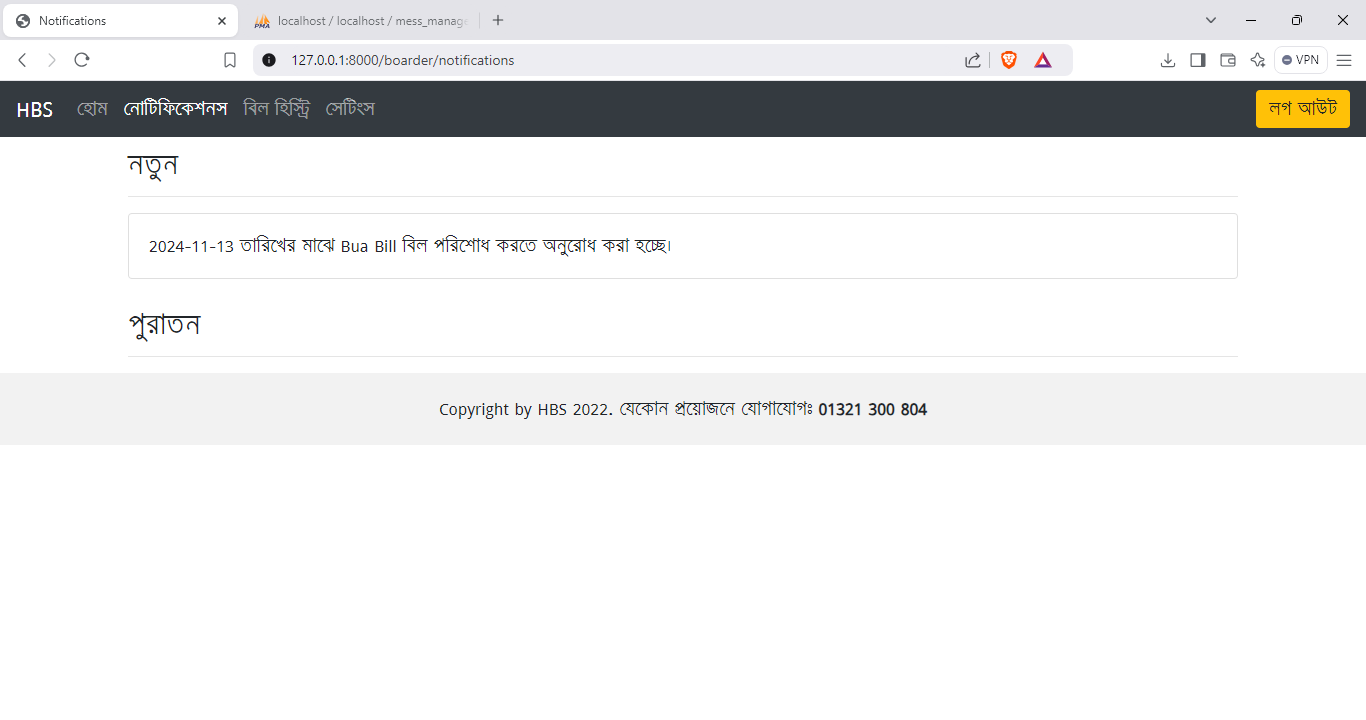 Notifications
localhost / localhost / mess_manage
127.0.0.1:8000/boarder/notifications
VPN
HBS হোম নোটিফিকেশনস বিল হিস্ট্রি সেটিংস লগ আউট
নতুন
2024-11-13 তারিখের মাঝে Bua Bill বিল পরিশোধ করতে অনুরোধ করা হচ্ছে।
পুরাতন
Copyright by HBS 2022. যেকোন প্রয়োজনে যোগাযোগঃ 01321 300 804